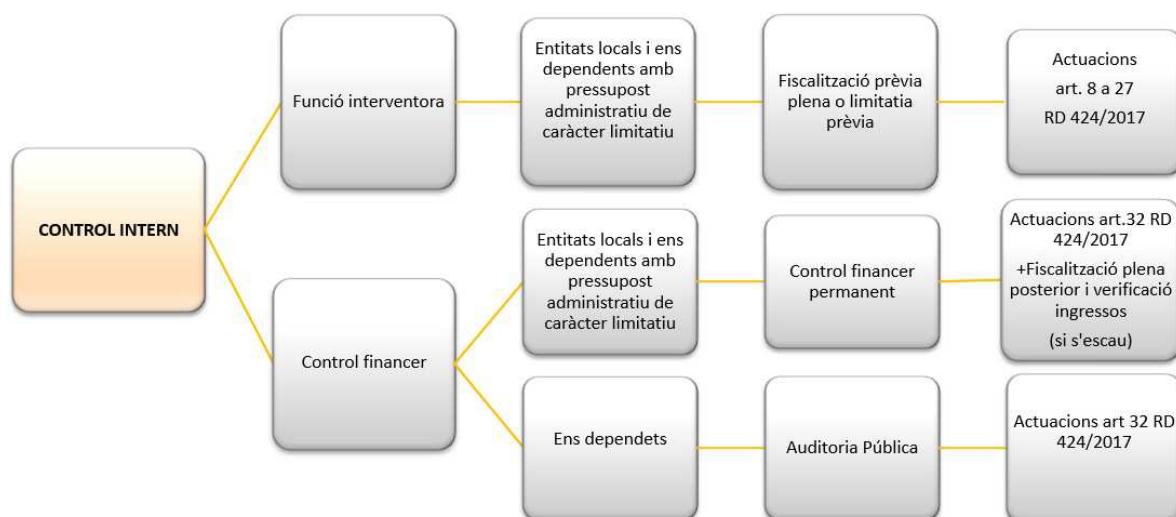 CONTROL INTERN
Funció interventora
Entitats locals i ens
dependents amb
pressupost
administratiu de
caràcter limitatiu
Fiscalització prèvia
plena o limitatia
prèvia
Actuacions
art. 8 a 27
RD 424/2017
Control financer
Entitats locals i ens
dependents amb
pressupost
administratiu de
caràcter limitatiu
Control financer
permanent
Actuacions art.32 RD
424/2017
+Fiscalització plena
posterior i verificació
ingressos
(si s'escau)
Ens dependets
Auditoria Pública
Actuacions art 32 RD
424/2017